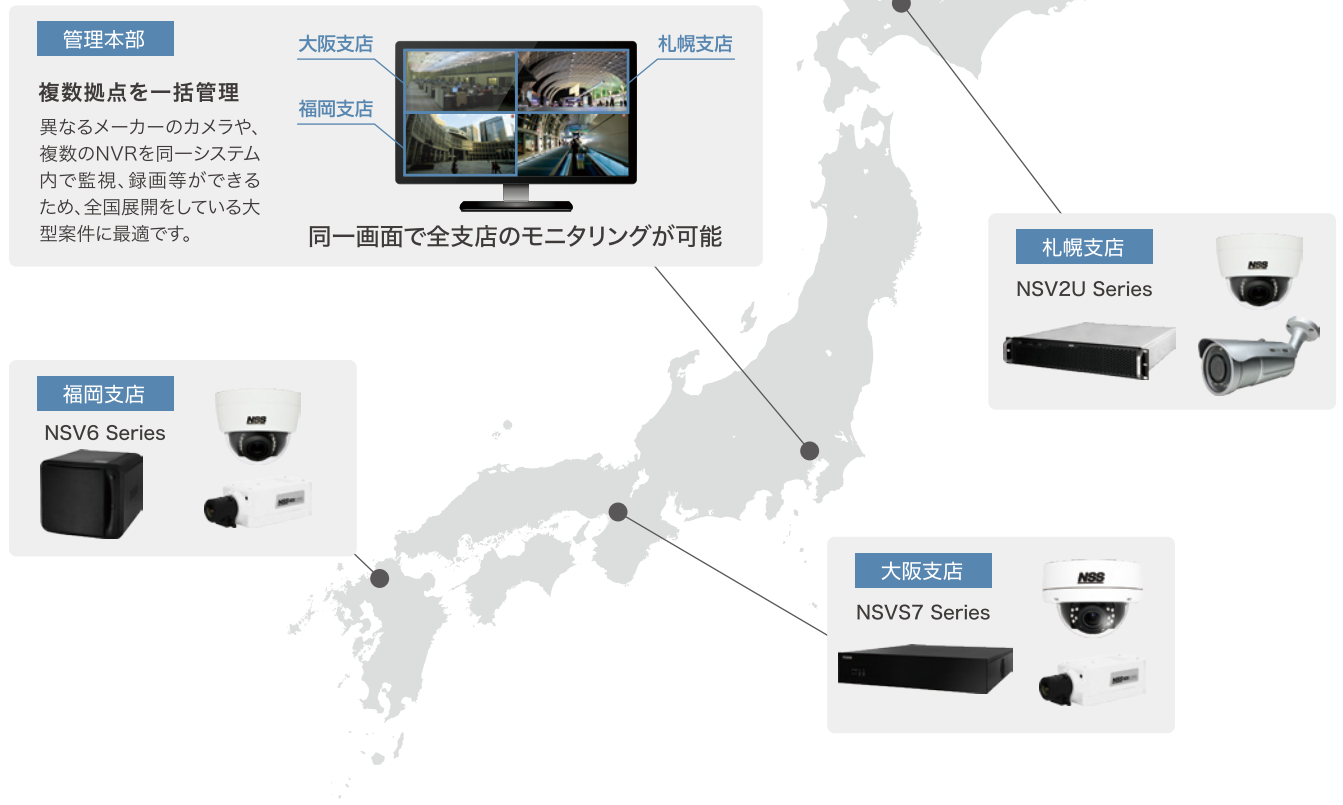 管理本部
複数拠点を一括管理
異なるメーカーのカメラや、
複数のNVRを同一システム
内で監視、録画等ができる
ため、全国展開をしている大
型案件に最適です。
大阪支店
札幌支店
福岡支店
同一画面で全支店のモニタリングが可能
札幌支店
NSV2U Series
NSS
福岡支店
NSV6 Series
NSS
NSS
大阪支店
NSVS7 Series
NSS
NSS